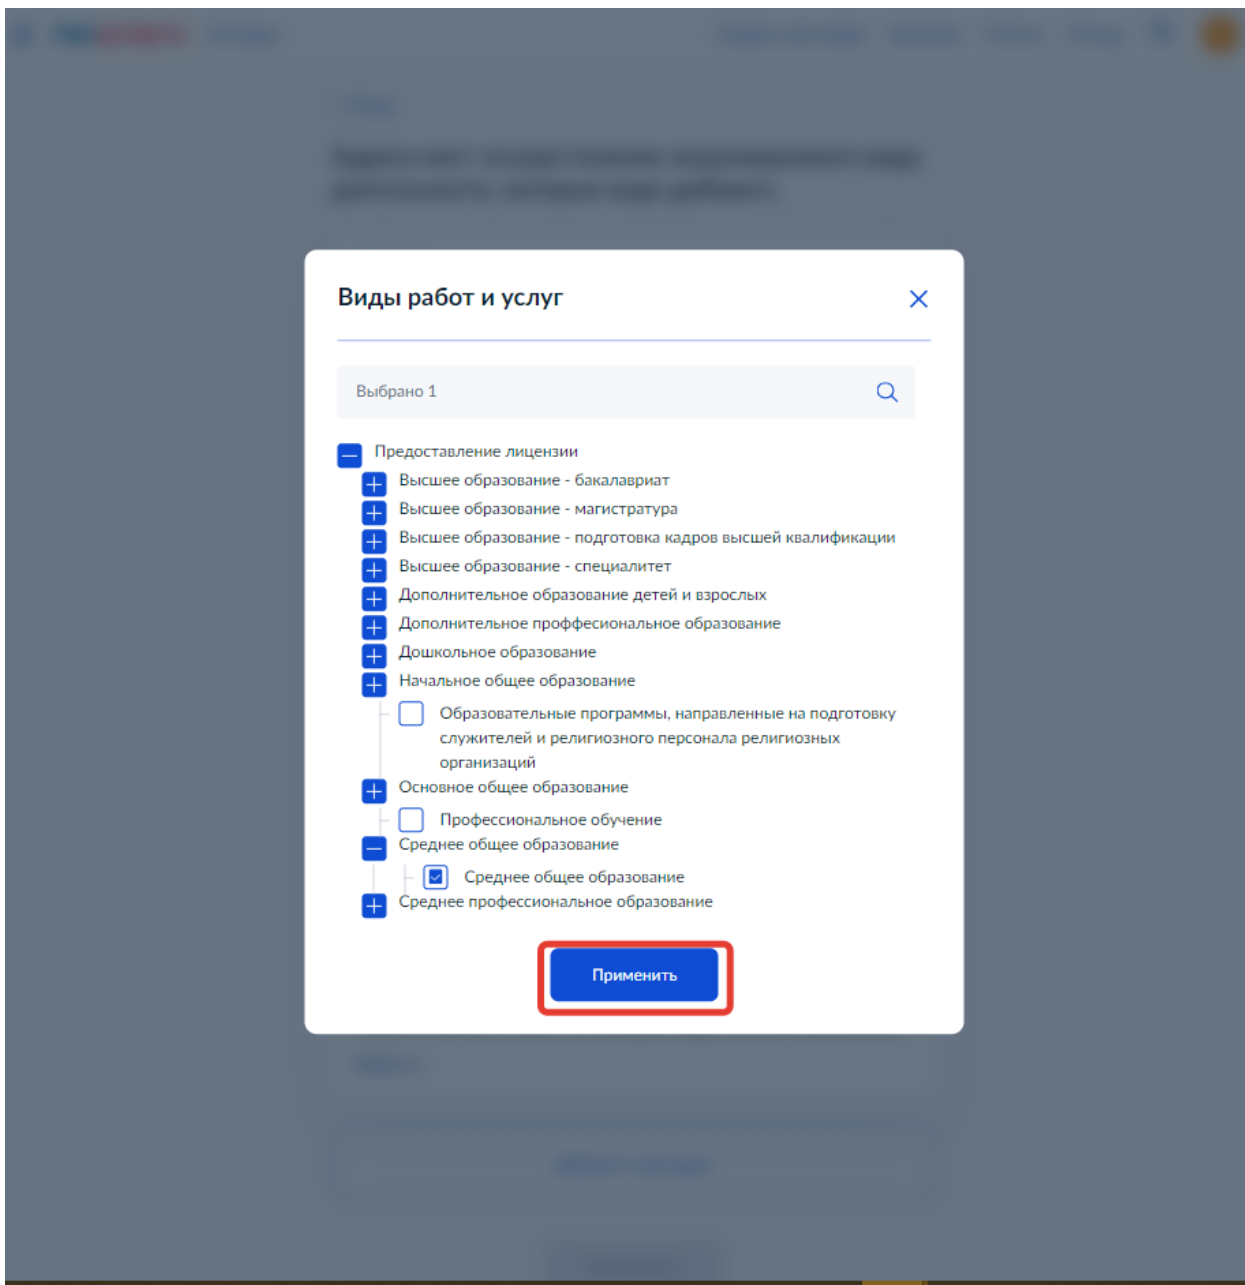 Виды работ и услуг
Выбрано 1
Предоставление лицензии
Высшее образование - бакалавриат
Высшее образование - магистратура
Высшее образование - подготовка кадров высшей квалификации
Высшее образование - специалитет
Дополнительное образование детей и взрослых
Дополнительное проффесиональное образование
Дошкольное образование
Начальное общее образование
Образовательные программы, направленные на подготовку
служителей и религиозного персонала религиозных
организаций
Основное общее образование
Профессиональное обучение
Среднее общее образование
Среднее общее образование
Среднее профессиональное образование
Применить